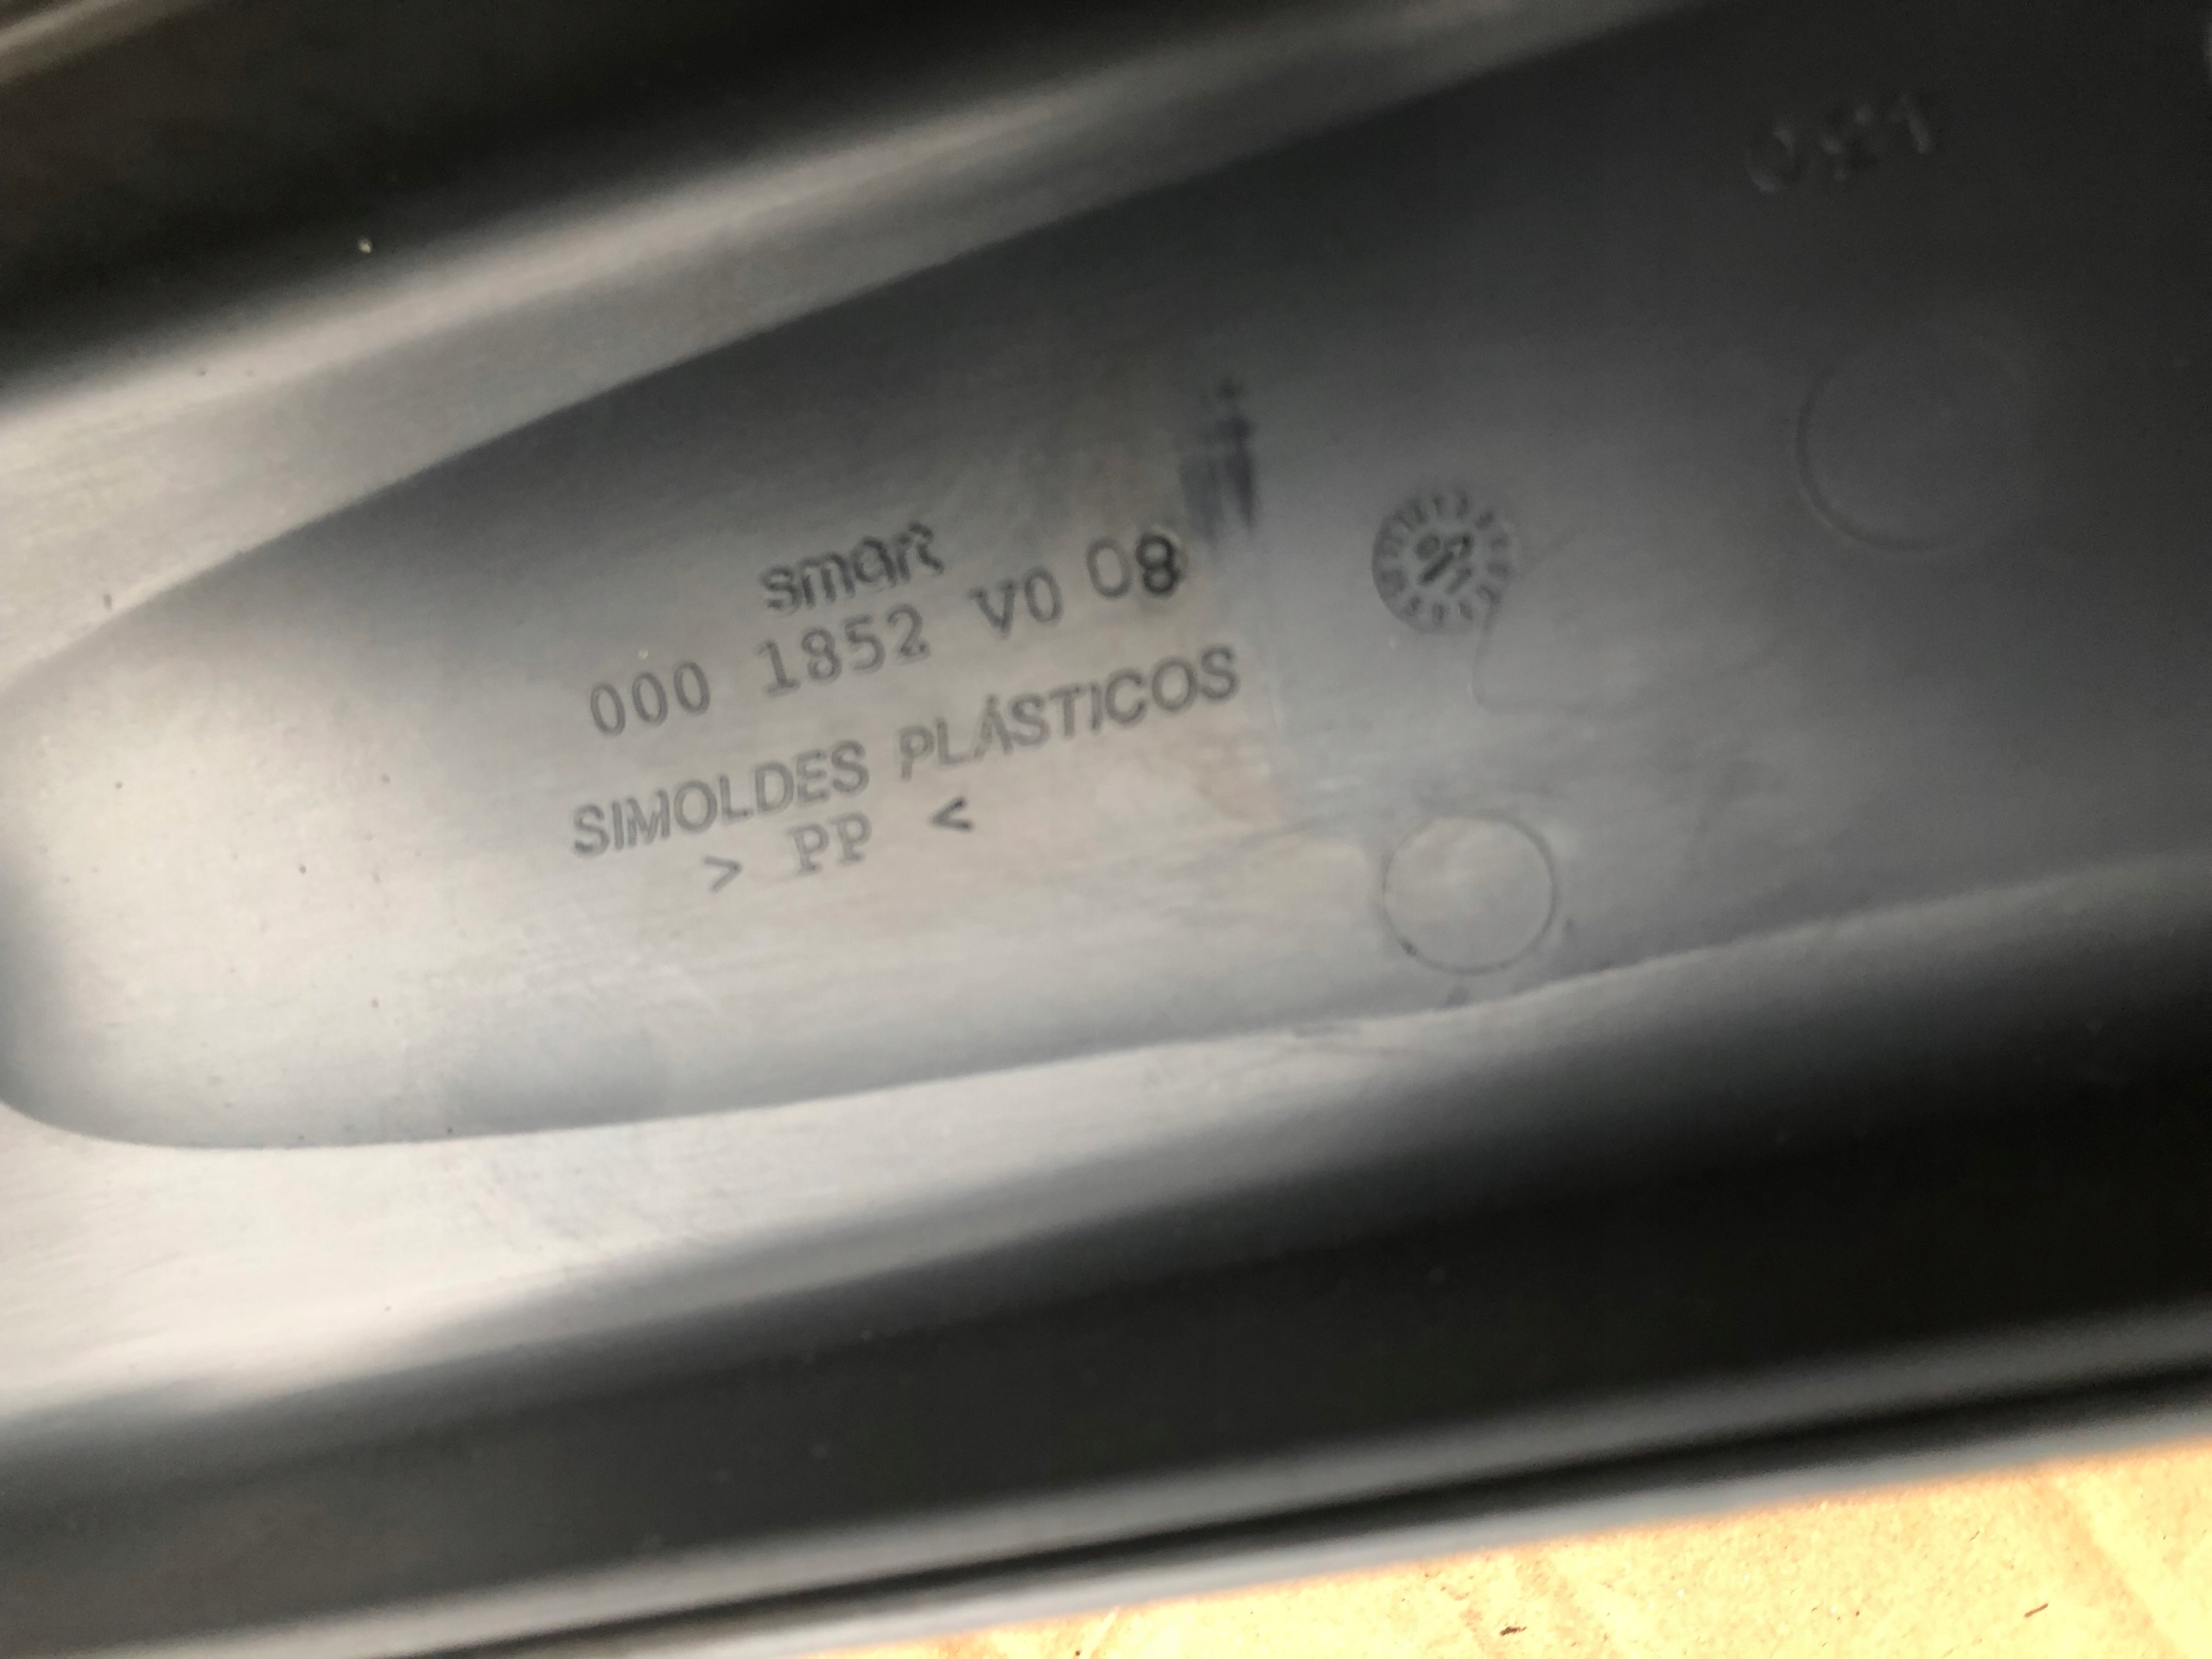 smart
000 1852 V0 08
SIMOLDES PLÁSTICOS
> PP <